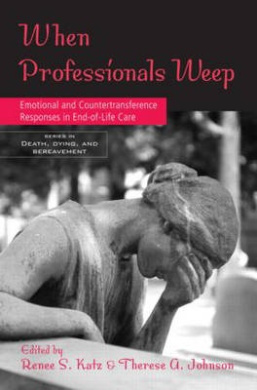 When
Professionals Weep
Emotional and Countertransference
Responses in End-of-Life Care
SERIES IN
DEATH, DYING, AND
BEREAVEMENT
Edited by
Renee S. Katz & Therese A. Johnson